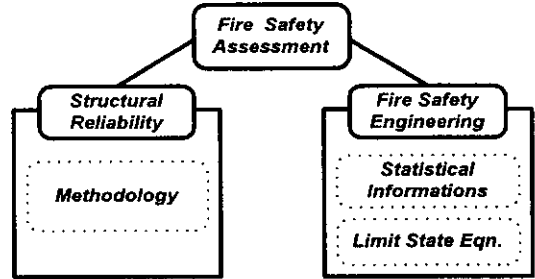 Fire Safety
Assessment
Structural
Reliability
Methodology
Fire Safety
Engineering
Statistical
Informations
Limit State Eqn.